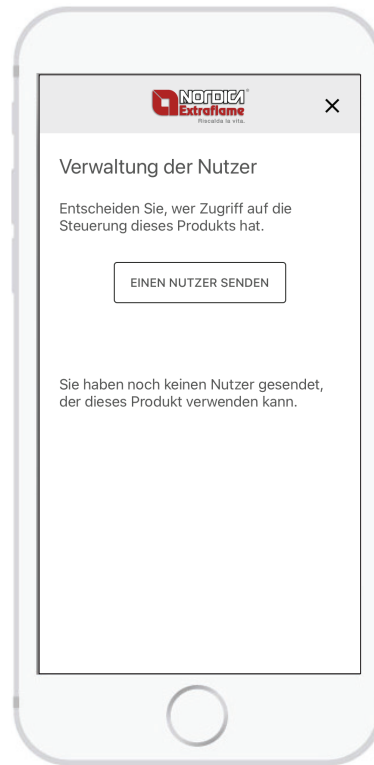 NORDICA®
Extraflame
Riscalda la vita.
Verwaltung der Nutzer
Entscheiden Sie, wer Zugriff auf die
Steuerung dieses Produkts hat.
EINEN NUTZER SENDEN
Sie haben noch keinen Nutzer gesendet,
der dieses Produkt verwenden kann.